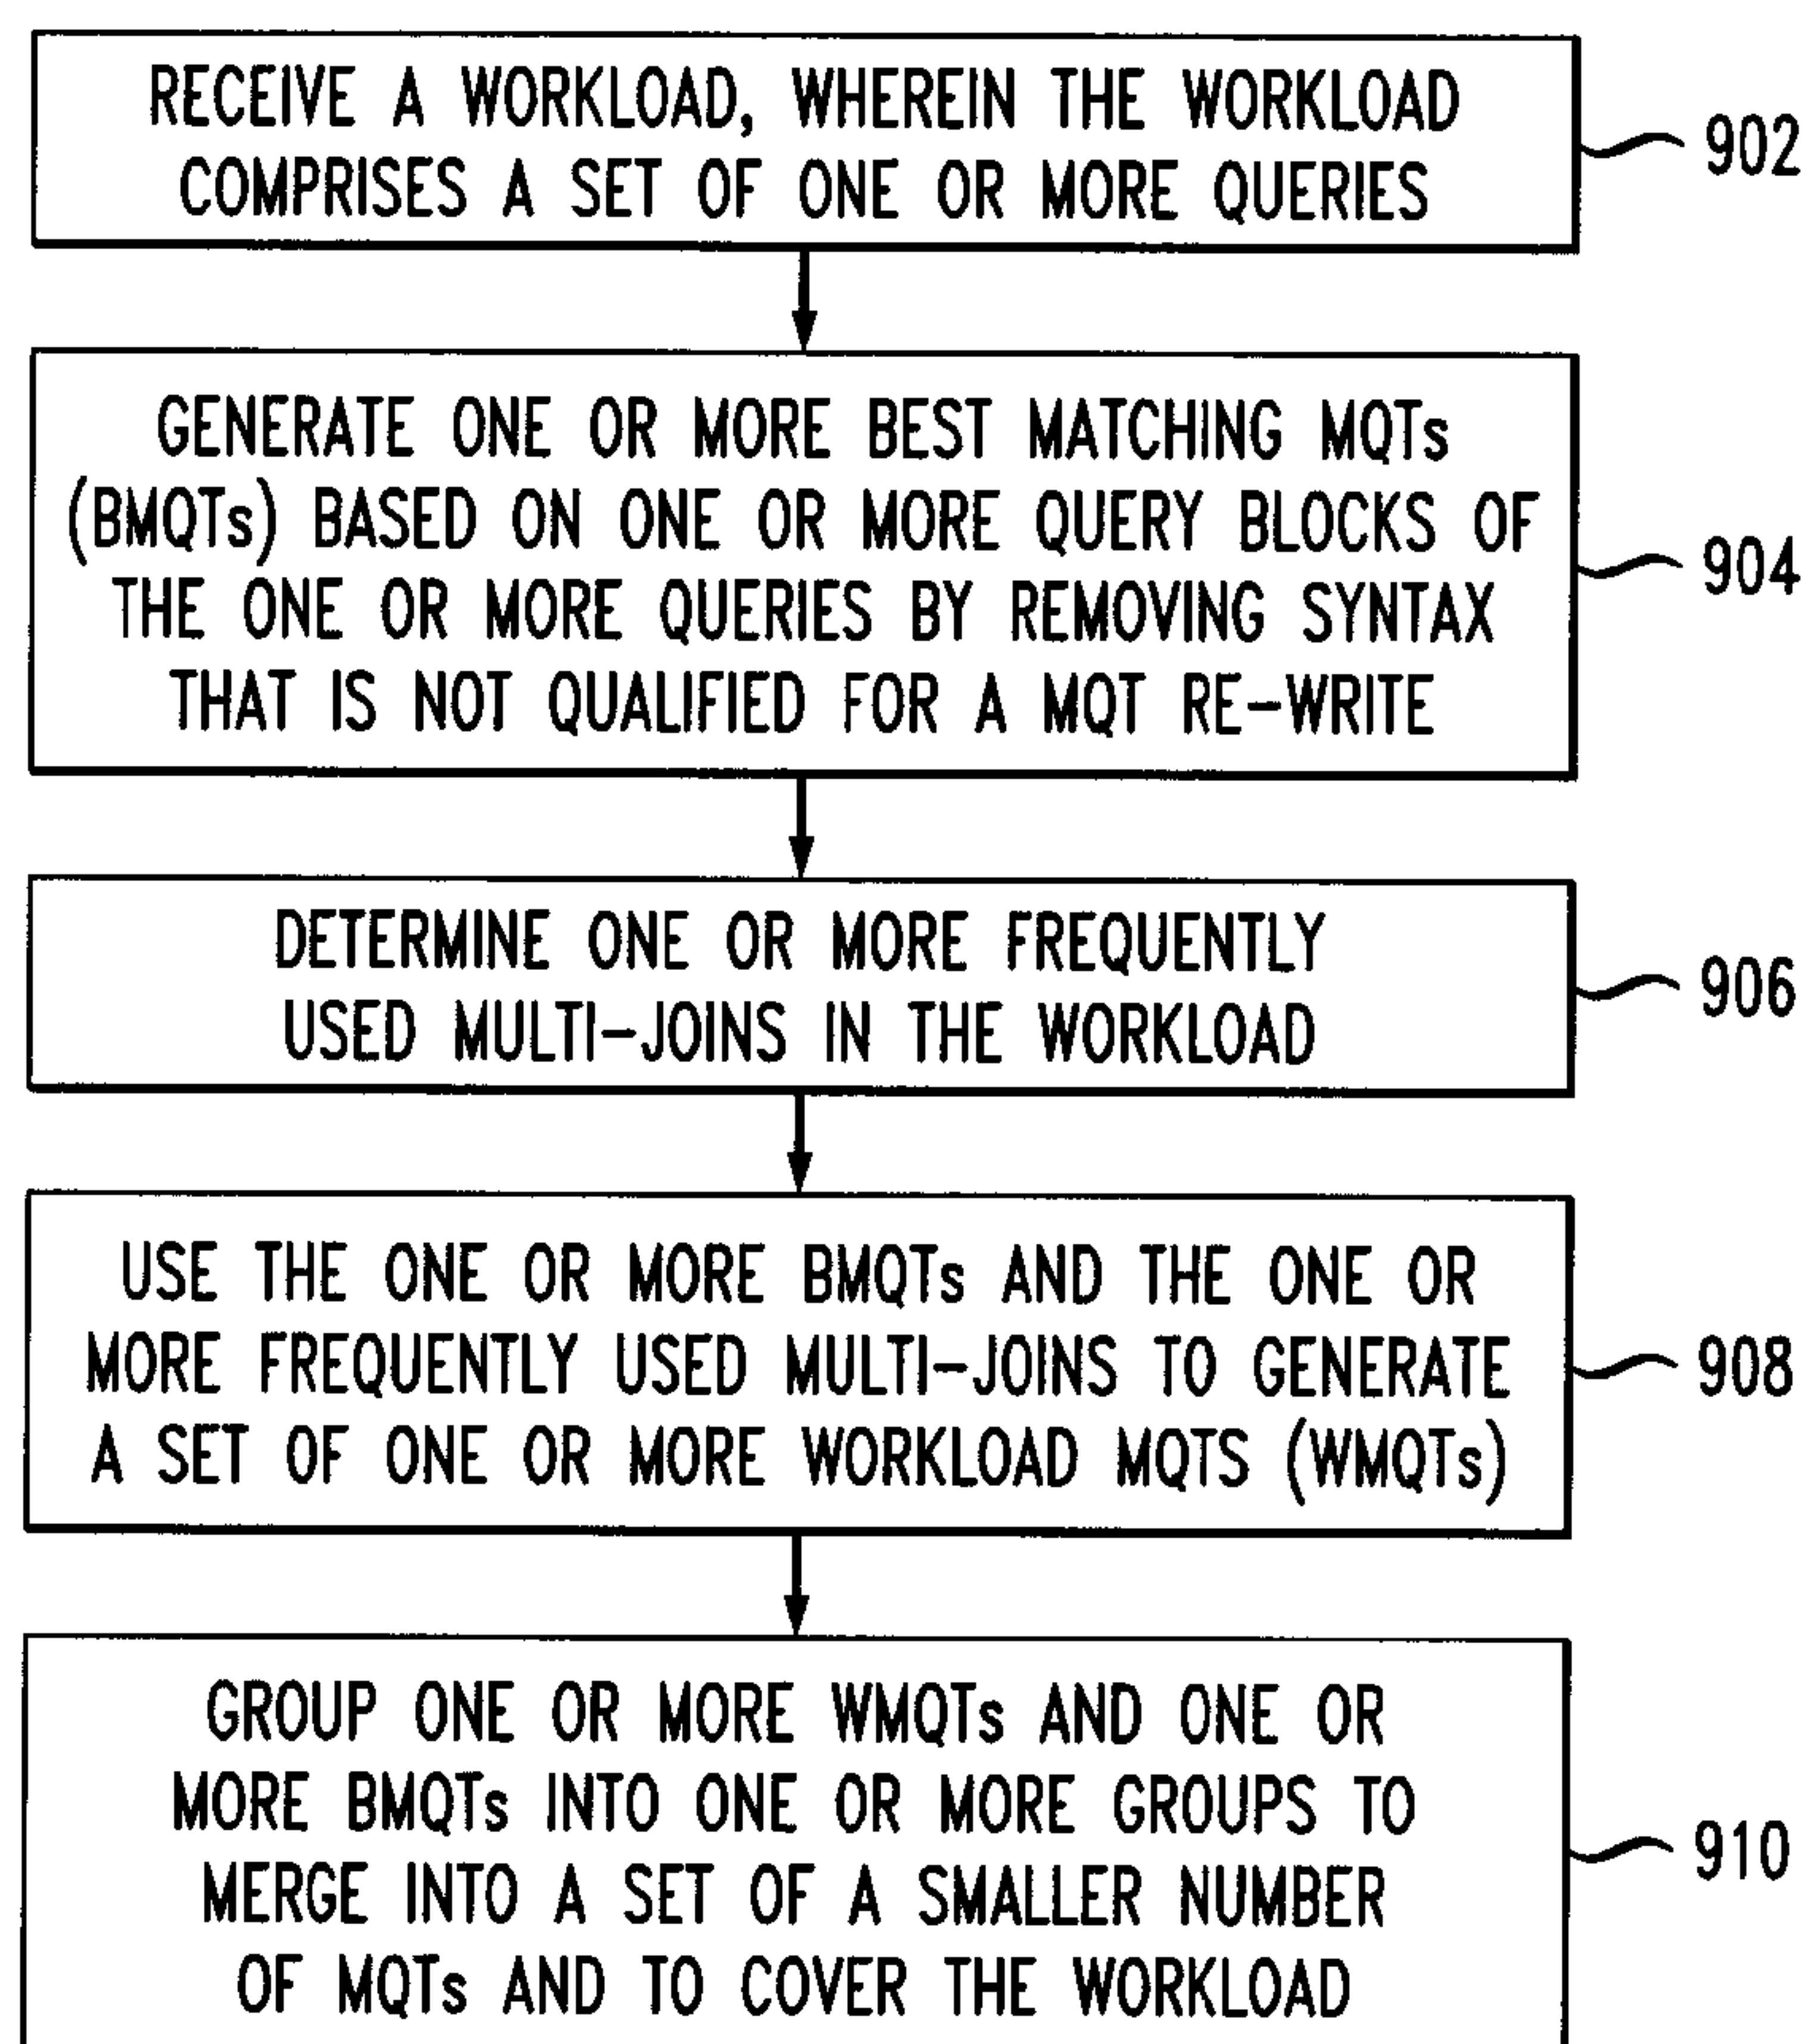 RECEIVE A WORKLOAD, WHEREIN THE WORKLOAD
COMPRISES A SET OF ONE OR MORE QUERIES
902
GENERATE ONE OR MORE BEST MATCHING MQTs
(BMQTs) BASED ON ONE OR MORE QUERY BLOCKS OF
THE ONE OR MORE QUERIES BY REMOVING SYNTAX
THAT IS NOT QUALIFIED FOR A MQT RE-WRITE
904
DETERMINE ONE OR MORE FREQUENTLY
USED MULTI-JOINS IN THE WORKLOAD
906
USE THE ONE OR MORE BMQTs AND THE ONE OR
MORE FREQUENTLY USED MULTI-JOINS TO GENERATE
A SET OF ONE OR MORE WORKLOAD MQTS (WMQTs)
908
GROUP ONE OR MORE WMQTs AND ONE OR
MORE BMQTs INTO ONE OR MORE GROUPS TO
MERGE INTO A SET OF A SMALLER NUMBER
OF MQTs AND TO COVER THE WORKLOAD
910